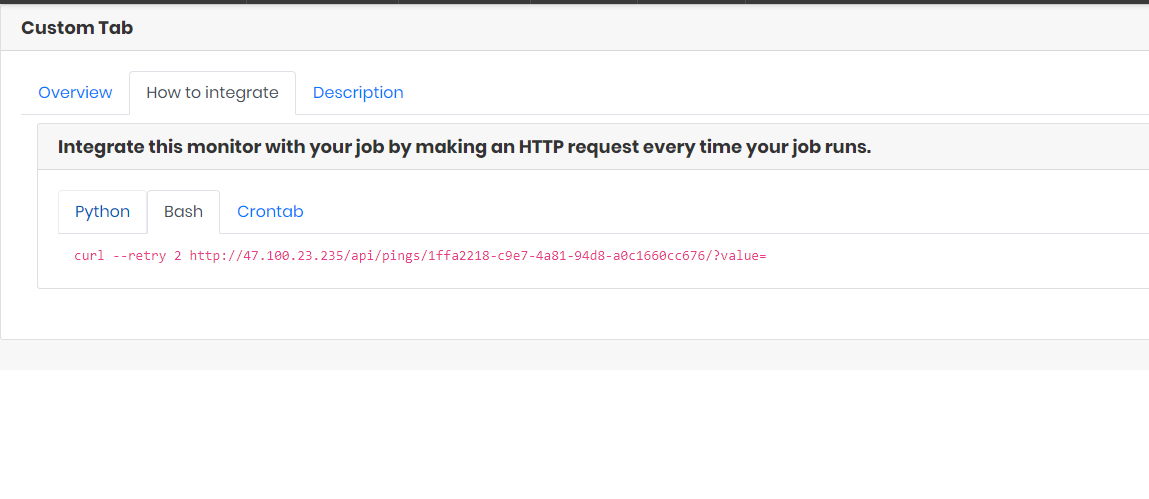 Custom Tab
Overview How to integrate Description
Integrate this monitor with your job by making an HTTP request every time your job runs.
Python Bash Crontab
curl --retry 2 http://47.100.23.235/api/pings/1ffa2218-c9e7-4a81-94d8-a0c1660cc676/?value=